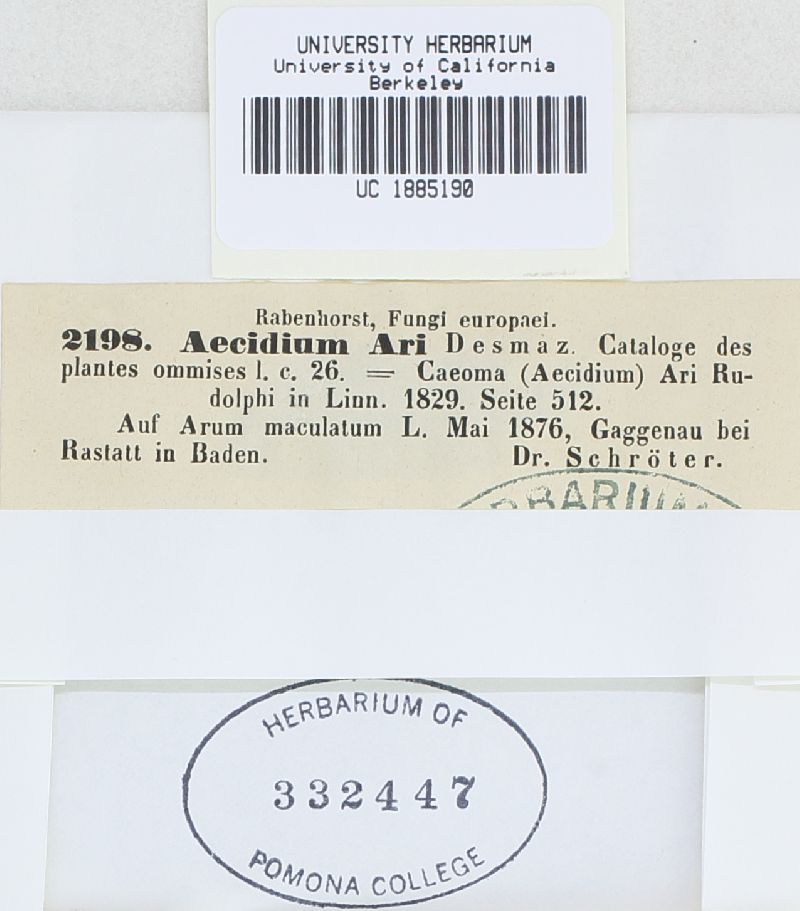 UNIVERSITY HERBARIUM
University of California
Berkeley
UC 1885190
Rabenhorst, Fungi europaei.
2198. Aecidium Ari Desmaz. Cataloge des
plantes ommises l. c. 26. = Caeoma (Aecidium) Ari Ru-
dolphi in Linn. 1829. Seite 512.
Auf Arum maculatum L. Mai 1876, Gaggenau bei
Rastatt in Baden. Dr. Schröter.
HERBARIUM
HERBARIUM OF
332447
POMONA COLLEGE